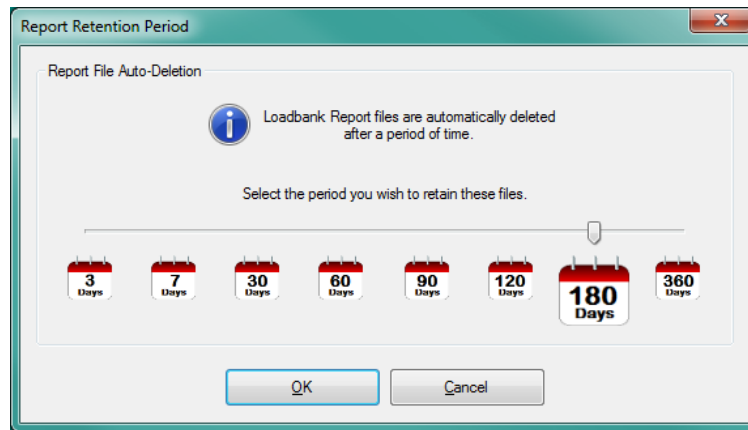 Report Retention Period
X
Report File Auto-Deletion
i
Loadbank Report files are automatically deleted
after a period of time.
Select the period you wish to retain these files.
3
Days
7
Days
30
Days
60
Days
90
Days
120
Days
180
Days
360
Days
OK
Cancel